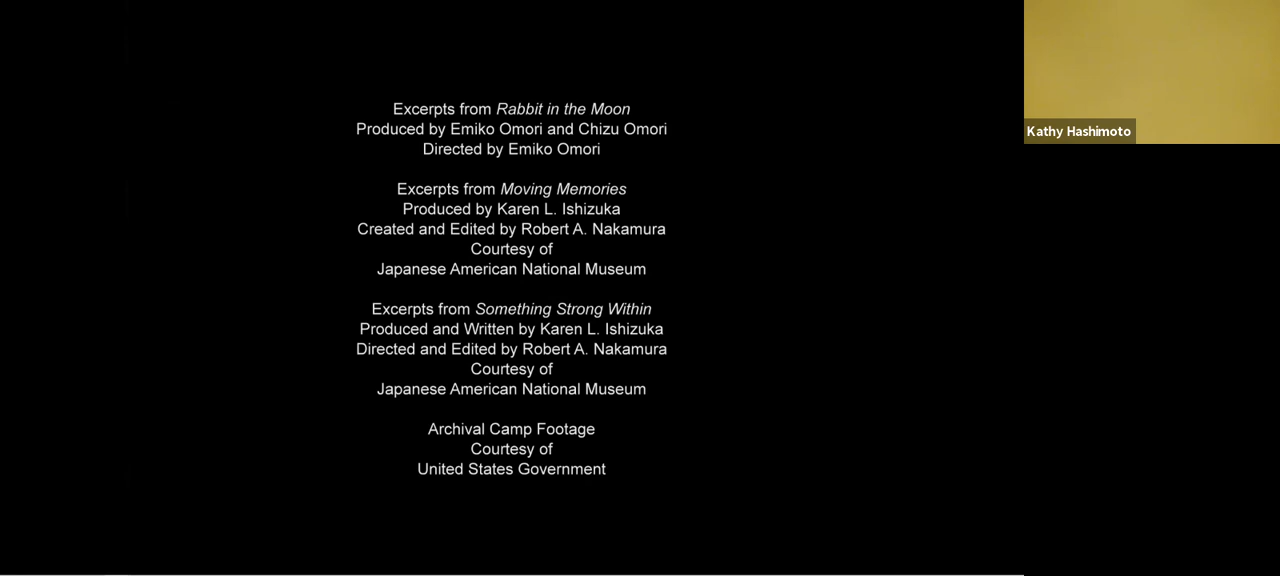 Excerpts from Rabbit in the Moon
Produced by Emiko Omori and Chizu Omori
Directed by Emiko Omori
Excerpts from Moving Memories
Produced by Karen L. Ishizuka
Created and Edited by Robert A. Nakamura
Courtesy of
Japanese American National Museum
Excerpts from Something Strong Within
Produced and Written by Karen L. Ishizuka
Directed and Edited by Robert A. Nakamura
Courtesy of
Japanese American National Museum
Archival Camp Footage
Courtesy of
United States Government
Kathy Hashimoto